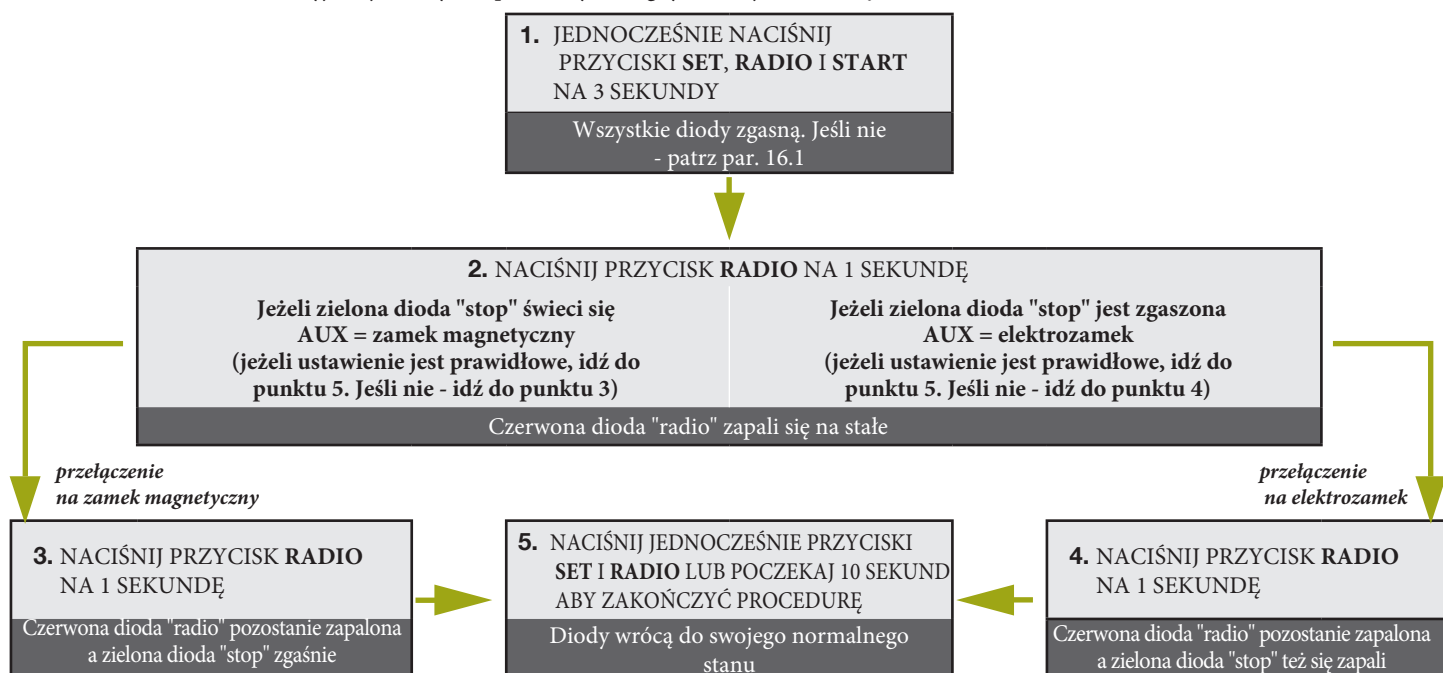 1. JEDNOCZEŚNIE NACIŚNIJ
PRZYCISKI SET, RADIO I START
NA 3 SEKUNDY
Wszystkie diody zgasną. Jeśli nie
- patrz par. 16.1
2. NACIŚNIJ PRZYCISK RADIO NA 1 SEKUNDĘ
Jeżeli zielona dioda "stop" świeci się
AUX = zamek magnetyczny
(jeżeli ustawienie jest prawidłowe, idź do
punktu 5. Jeśli nie - idź do punktu 3)
Jeżeli zielona dioda "stop" jest zgaszona
AUX = elektrozamek
(jeżeli ustawienie jest prawidłowe, idź do
punktu 5. Jeśli nie - idź do punktu 4)
Czerwona dioda "radio" zapali się na stałe
przełączenie
na zamek magnetyczny
przełączenie
na elektrozamek
3. NACIŚNIJ PRZYCISK RADIO
NA 1 SEKUNDĘ
Czerwona dioda "radio" pozostanie zapalona
a zielona dioda "stop" zgaśnie
5. NACIŚNIJ JEDNOCZEŚNIE PRZYCISKI
SET I RADIO LUB POCZEKAJ 10 SEKUND
ABY ZAKOŃCZYĆ PROCEDURĘ
Diody wrócą do swojego normalnego
stanu
4. NACIŚNIJ PRZYCISK RADIO
NA 1 SEKUNDĘ
Czerwona dioda "radio" pozostanie zapalona
a zielona dioda "stop" też się zapali